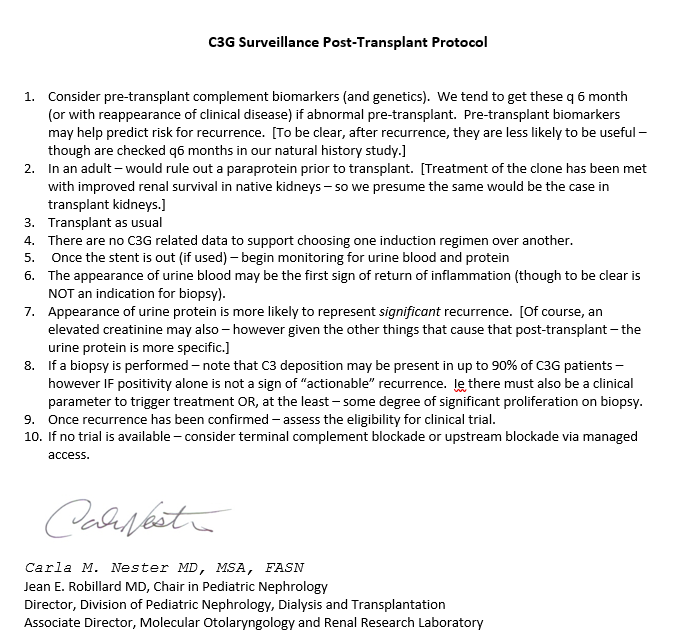 C3G Surveillance Post-Transplant Protocol
1. Consider pre-transplant complement biomarkers (and genetics). We tend to get these q 6 month
(or with reappearance of clinical disease) if abnormal pre-transplant. Pre-transplant biomarkers
may help predict risk for recurrence. [To be clear, after recurrence, they are less likely to be useful –
though are checked q6 months in our natural history study.]
2. In an adult – would rule out a paraprotein prior to transplant. [Treatment of the clone has been met
with improved renal survival in native kidneys – so we presume the same would be the case in
transplant kidneys.]
3. Transplant as usual
4. There are no C3G related data to support choosing one induction regimen over another.
5. Once the stent is out (if used) – begin monitoring for urine blood and protein
6. The appearance of urine blood may be the first sign of return of inflammation (though to be clear is
NOT an indication for biopsy).
7. Appearance of urine protein is more likely to represent significant recurrence. [Of course, an
elevated creatinine may also – however given the other things that cause that post-transplant – the
urine protein is more specific.]
8. If a biopsy is performed – note that C3 deposition may be present in up to 90% of C3G patients –
however IF positivity alone is not a sign of “actionable” recurrence. Ie there must also be a clinical
parameter to trigger treatment OR, at the least – some degree of significant proliferation on biopsy.
9. Once recurrence has been confirmed – assess the eligibility for clinical trial.
10. If no trial is available – consider terminal complement blockade or upstream blockade via managed
access.
Carla M. Nester MD, MSA, FASN
Jean E. Robillard MD, Chair in Pediatric Nephrology
Director, Division of Pediatric Nephrology, Dialysis and Transplantation
Associate Director, Molecular Otolaryngology and Renal Research Laboratory